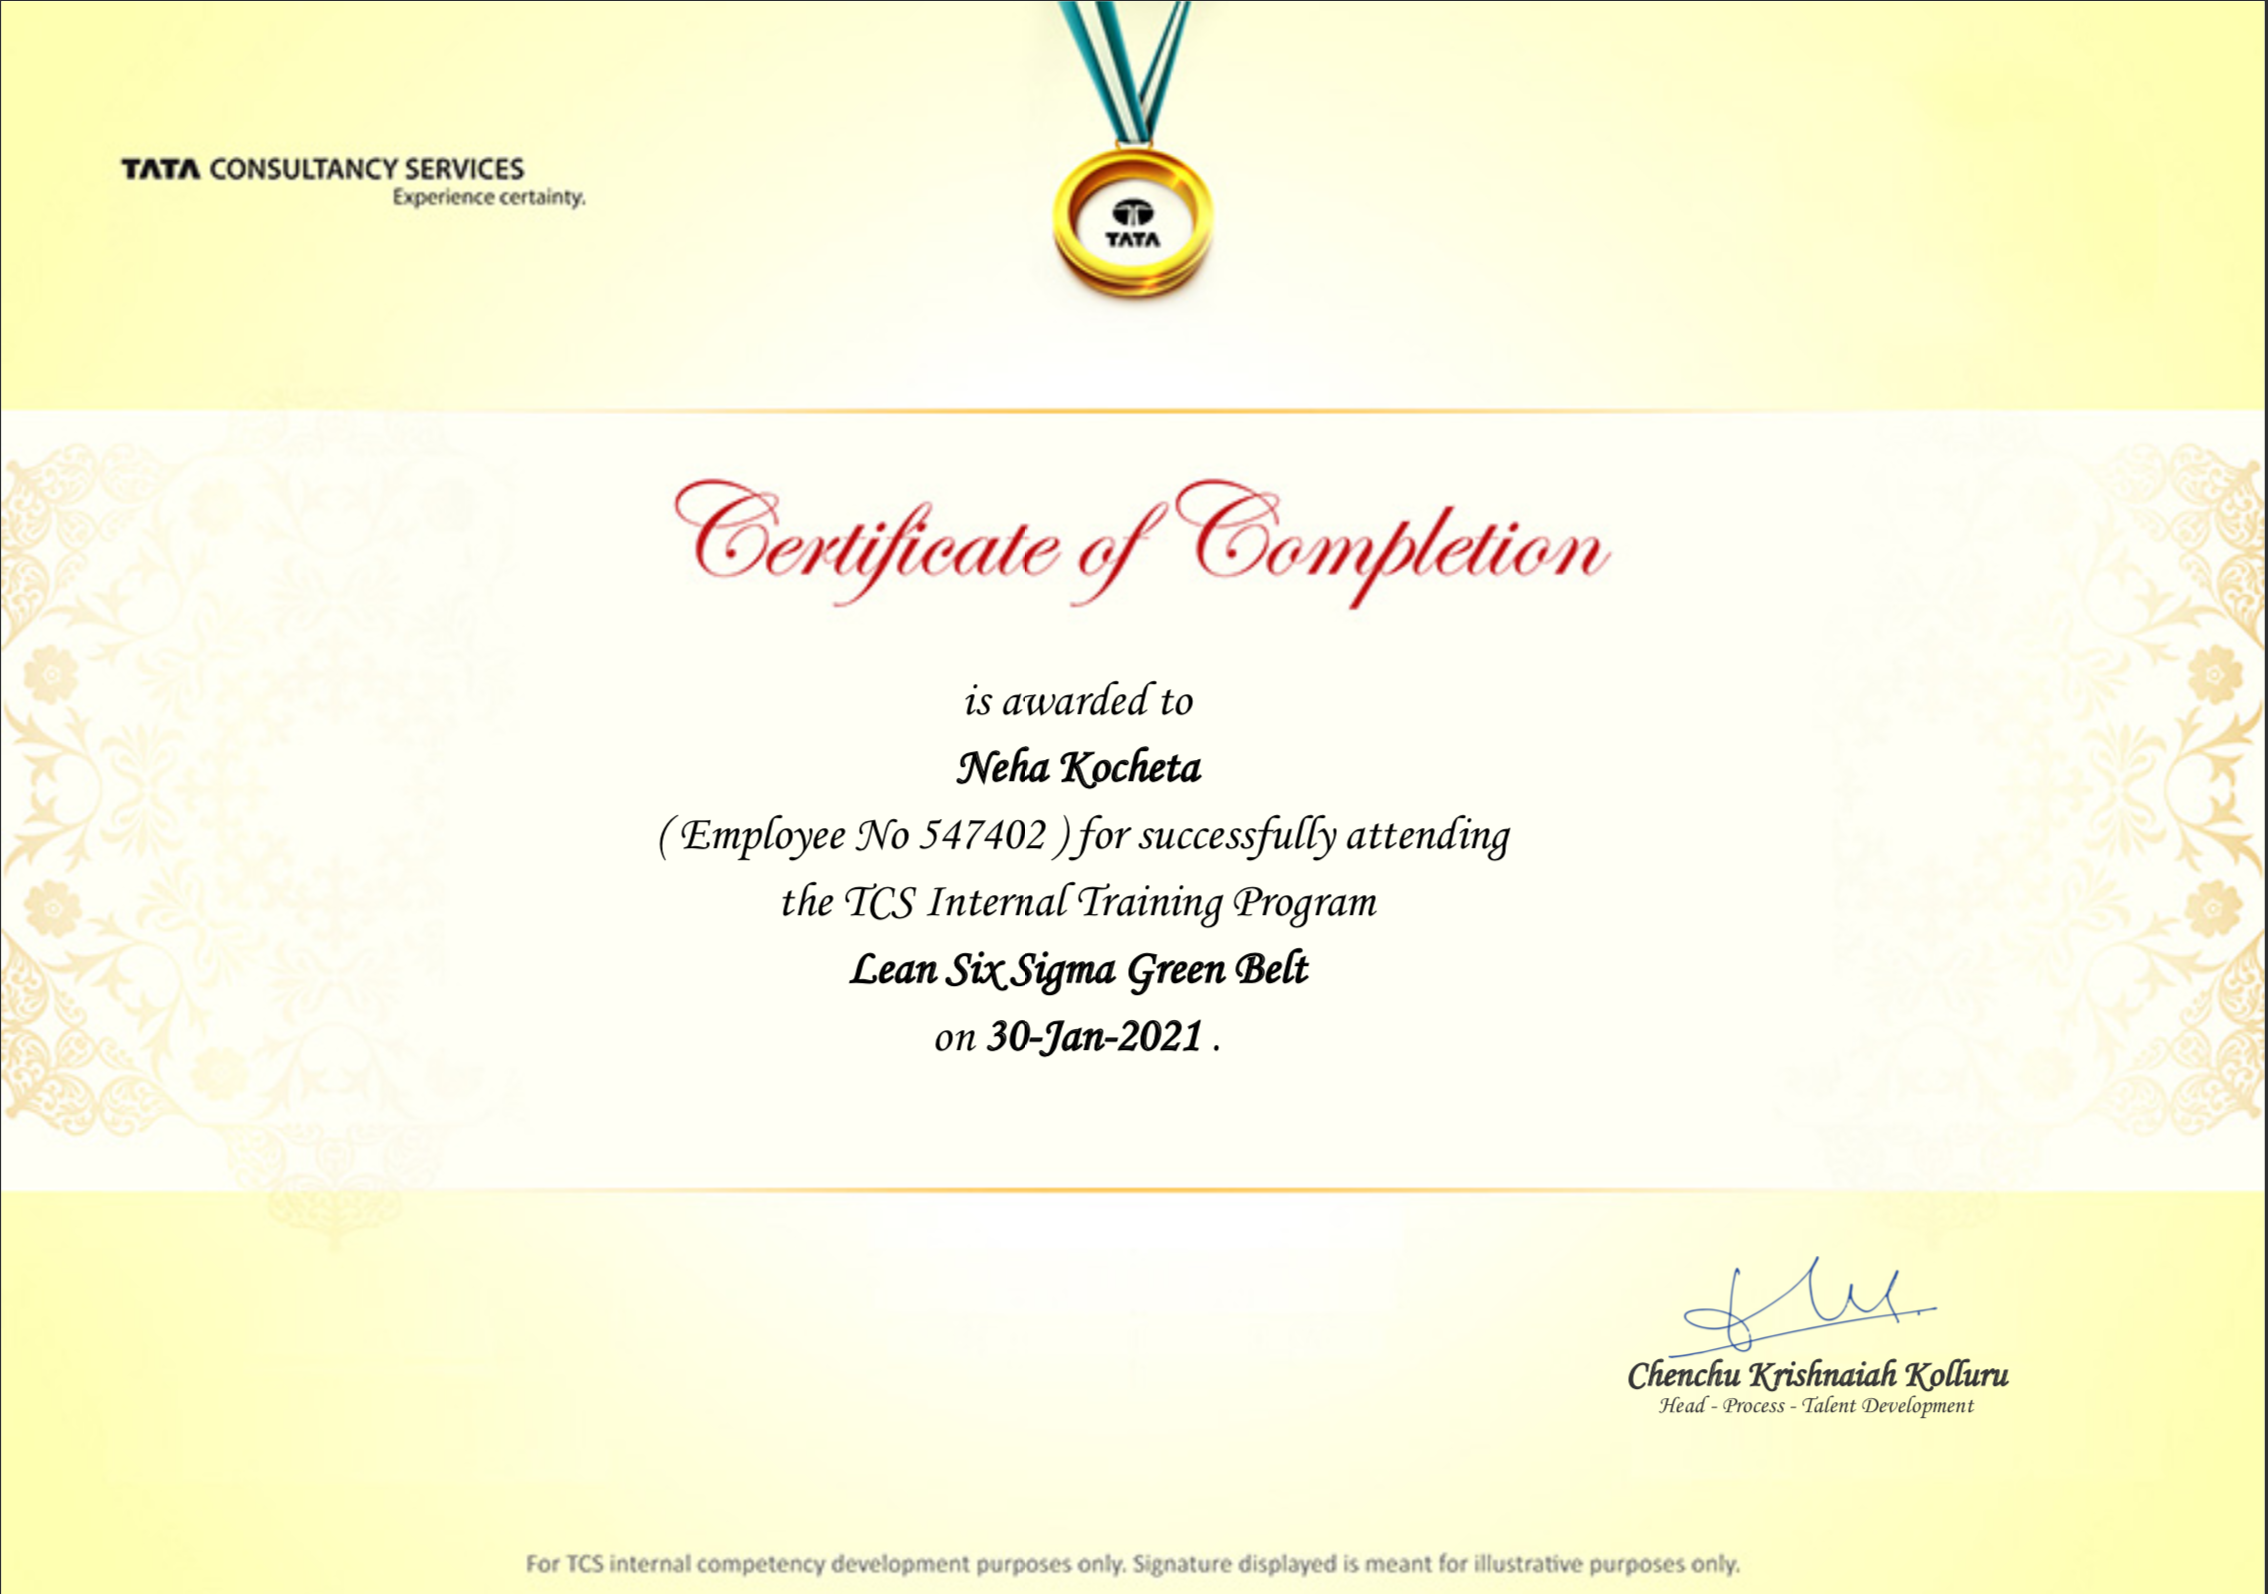 TATA CONSULTANCY SERVICES
Experience certainty.
TATA
Certificate of Completion
is awarded to
Neha Kocheta
( Employee No 547402 ) for successfully attending
the TCS Internal Training Program
Lean Six Sigma Green Belt
on 30-Jan-2021 .
Chenchu Krishnaiah Kolluru
Head - Process - Talent Development
For TCS internal competency development purposes only. Signature displayed is meant for illustrative purposes only.